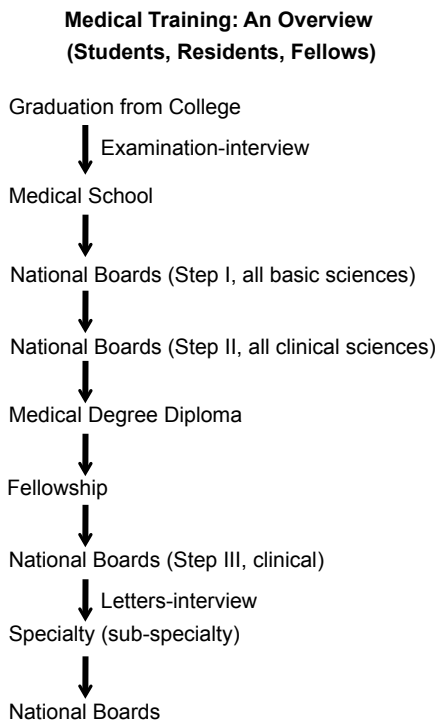 Medical Training: An Overview
(Students, Residents, Fellows)
Graduation from College
Examination-interview
Medical School
National Boards (Step I, all basic sciences)
National Boards (Step II, all clinical sciences)
Medical Degree Diploma
Fellowship
National Boards (Step III, clinical)
Letters-interview
Specialty (sub-specialty)
National Boards